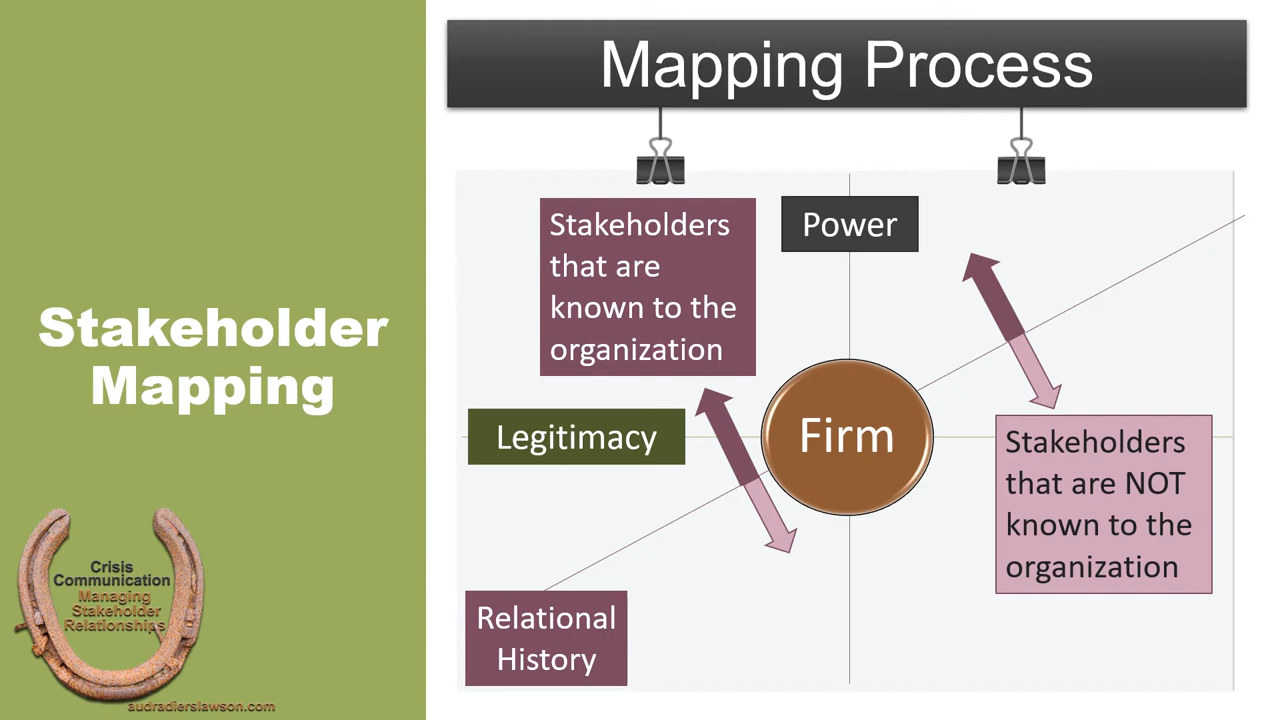 Mapping Process
Stakeholder
Mapping
Stakeholders
that are
known to the
organization
Power
Legitimacy
Firm
Stakeholders
that are NOT
known to the
organization
Relational
History
Crisis
Communication
Managing
Stakeholder
Relationships
audradierslawson.com